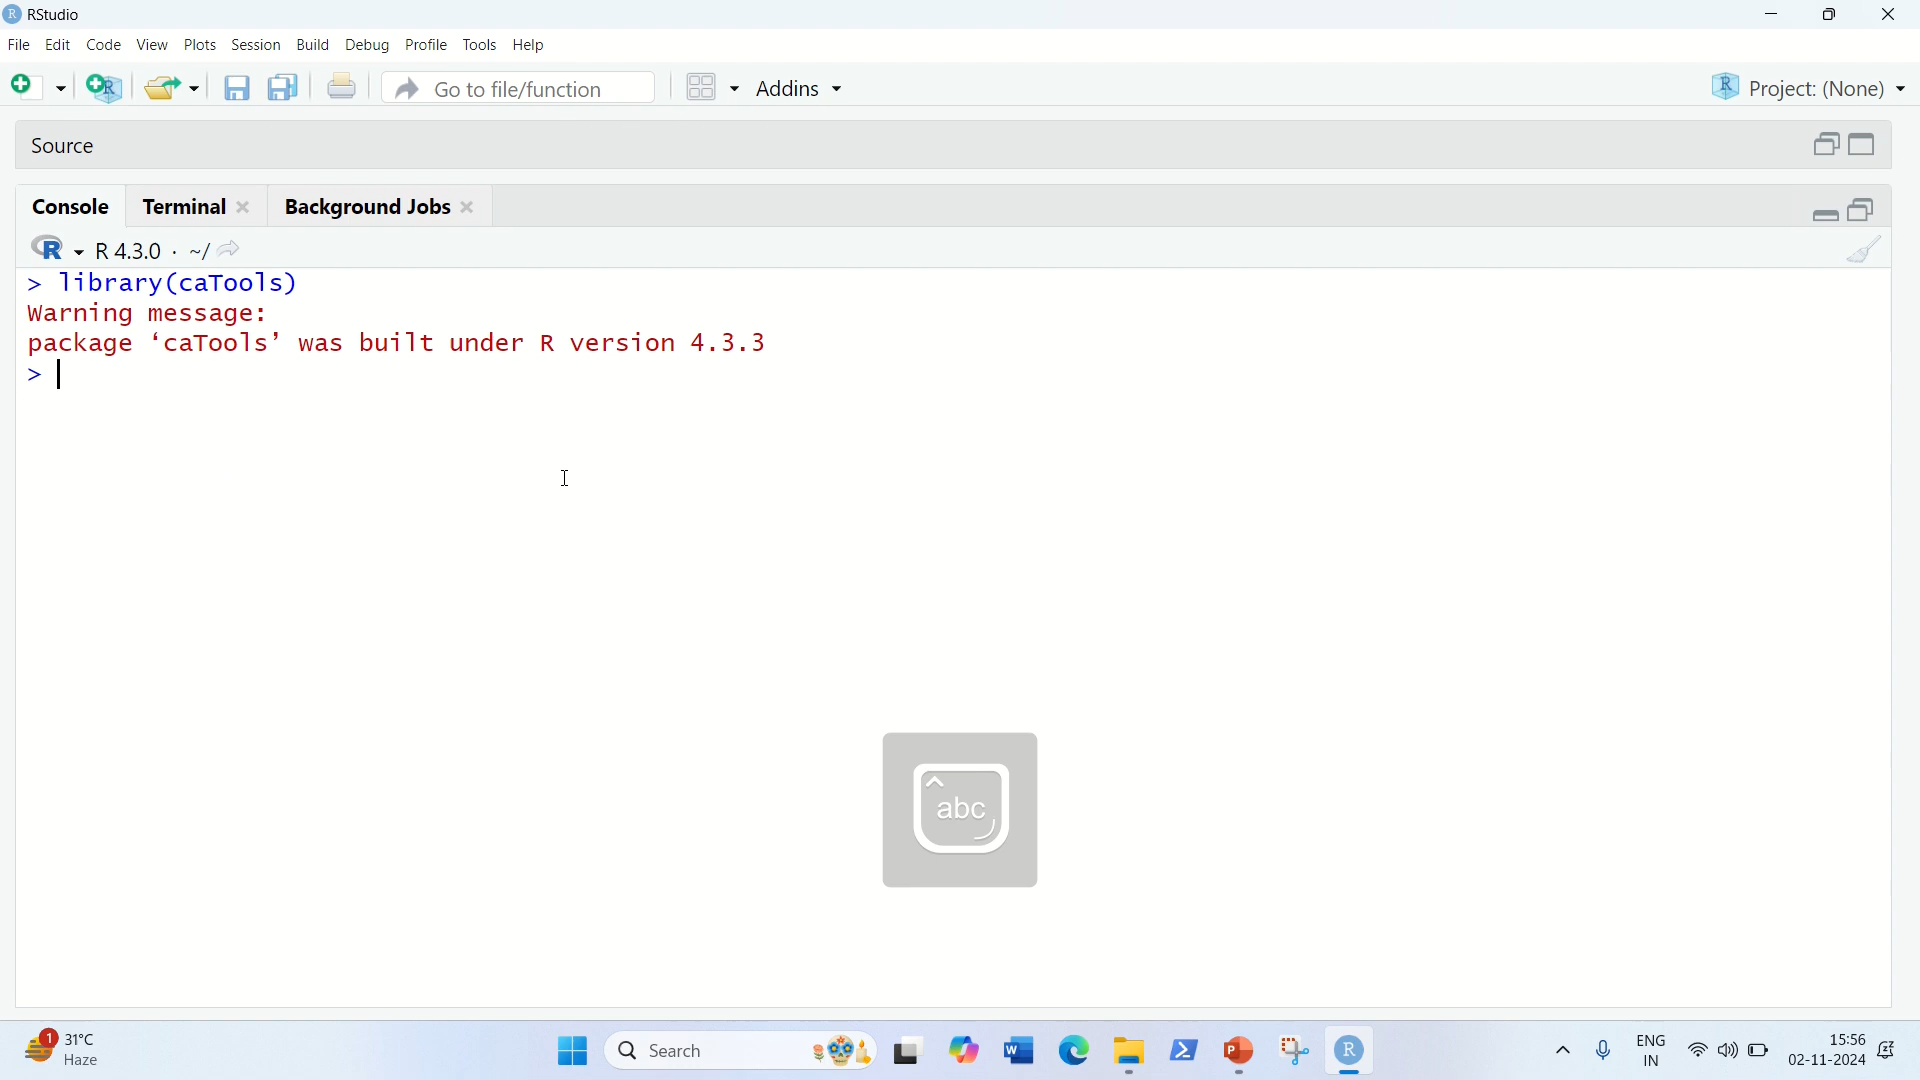 RStudio
File Edit Code View Plots Session Build Debug Profile Tools Help
Go to file/function Addins Project: (None)
Source
Console Terminal Background Jobs
R 4.3.0 · ~/
> library(caTools)
Warning message:
package ‘caTools’ was built under R version 4.3.3
>
abc
1 31°C
Haze
Search
ENG
IN
15:56
02-11-2024